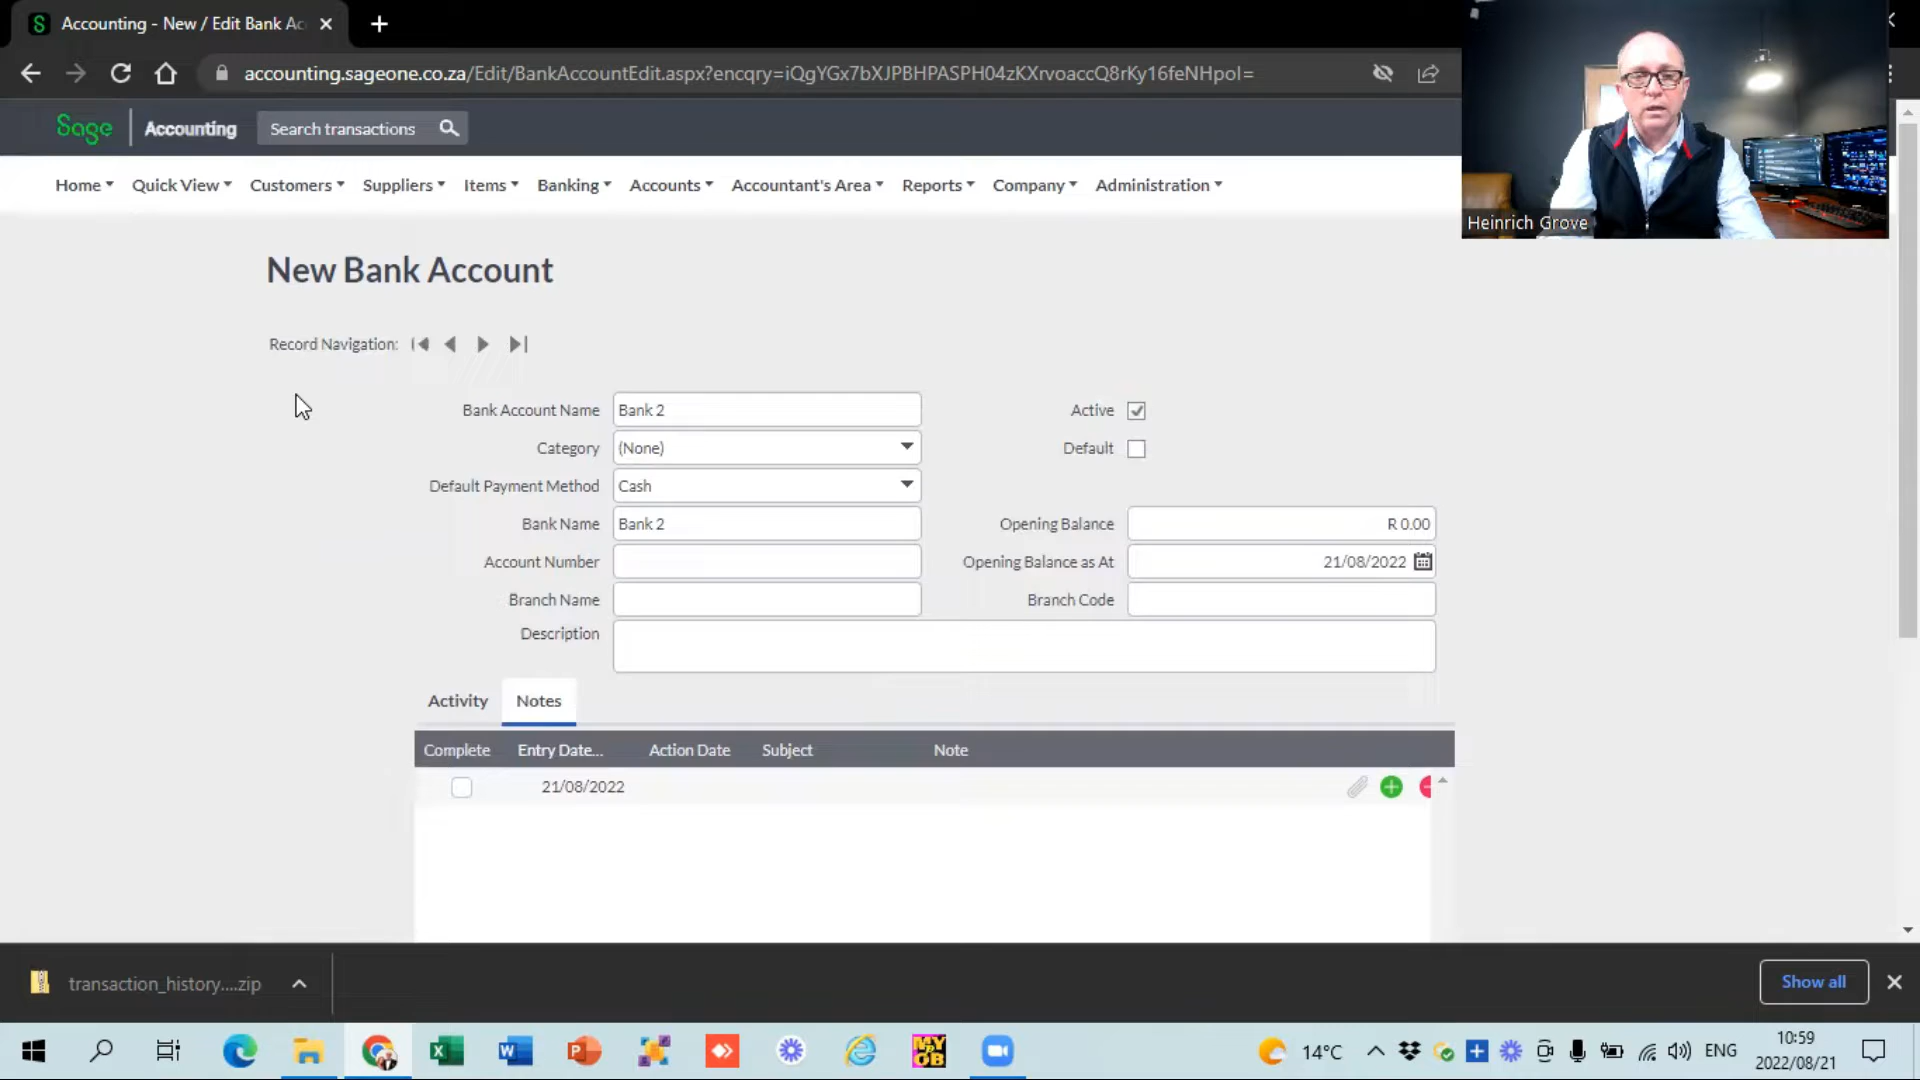 Accounting - New / Edit Bank Ac
accounting.sageone.co.za/Edit/BankAccountEdit.aspx?encqry=iQgYGx7bXJPBHPASPH04zKXrvoaccQ8rKy16feNHpol=
Sage Accounting Search transactions
Home Quick View Customers Suppliers Items Banking Accounts Accountant's Area Reports Company Administration
Heinrich Grove
New Bank Account
Record Navigation:
Bank Account Name Bank 2 Active
Category (None) Default
Default Payment Method Cash
Bank Name Bank 2 Opening Balance R 0.00
Account Number Opening Balance as At 21/08/2022
Branch Name Branch Code
Description
Activity Notes
Complete Entry Date... Action Date Subject Note
21/08/2022
transaction_history....zip Show all
14°C ENG 10:59
2022/08/21
MY
OB